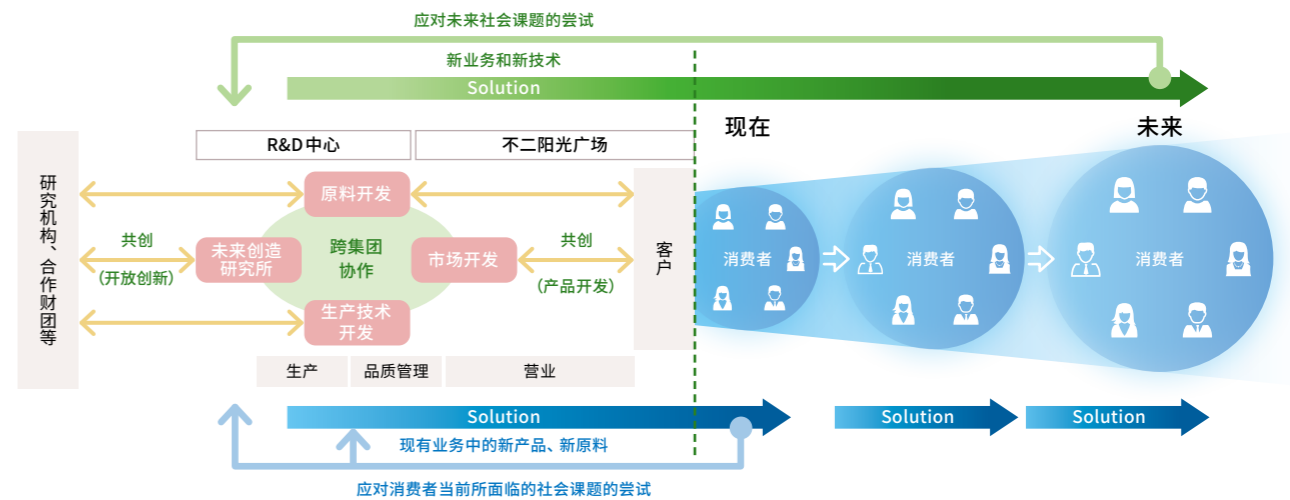 应对未来社会课题的尝试
新业务和新技术
Solution
现在
未来
R&D中心
不二阳光广场
研究机构、合作财团等
原料开发
共创
(开放创新)
未来创造
研究所
跨集团
协作
市场开发
共创
(产品开发)
客户
生产技术
开发
消费者
消费者
消费者
生产
品质管理
营业
Solution
Solution
Solution
现有业务中的新产品、新原料
应对消费者当前所面临的社会课题的尝试